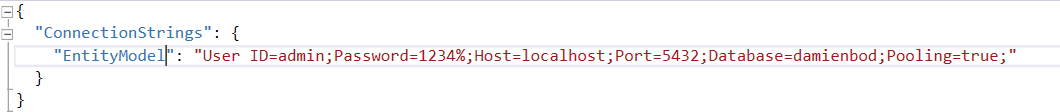 {
"ConnectionStrings": {
"EntityModel": "User ID=admin;Password=1234%;Host=localhost;Port=5432;Database=damienbod;Pooling=true;"
}
}